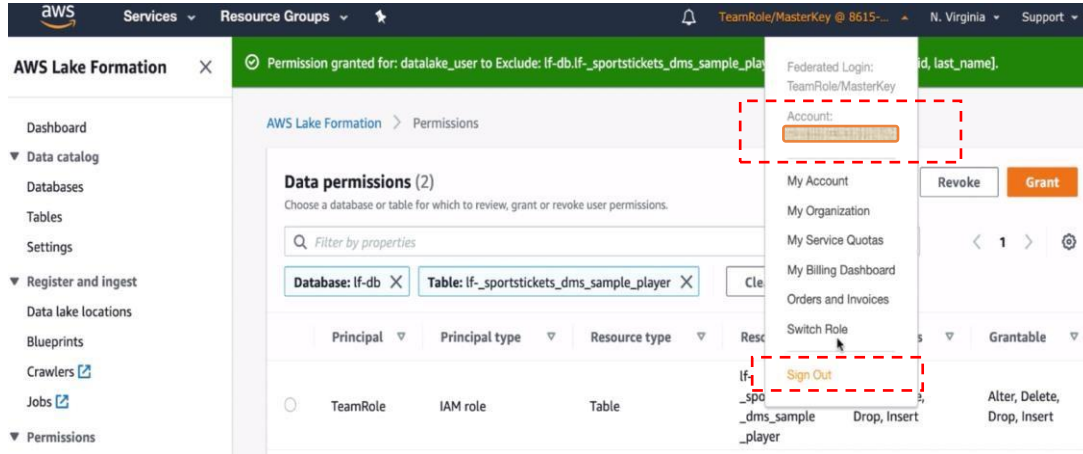 aws
Services
Resource Groups
TeamRole/MasterKey @ 8615-...
N. Virginia
Support
AWS Lake Formation
Dashboard
Data catalog
Databases
Tables
Settings
Register and ingest
Data lake locations
Blueprints
Crawlers
Jobs
Permissions
Permission granted for: datalake_user to Exclude: lf-db.lf-_sportstickets_dms_sample_play
id, last_name].
AWS Lake Formation > Permissions
Data permissions (2)
Choose a database or table for which to review, grant or revoke user permissions.
Revoke
Grant
Filter by properties
1
Database: lf-db
Table: lf-_sportstickets_dms_sample_player
Cle
Principal
Principal type
Resource type
Reso
s
Grantable
TeamRole
IAM role
Table
lf-
_spo
_dms_sample
_player
e,
Drop, Insert
Alter, Delete,
Drop, Insert
Federated Login:
TeamRole/MasterKey
Account:
My Account
My Organization
My Service Quotas
My Billing Dashboard
Orders and Invoices
Switch Role
Sign Out